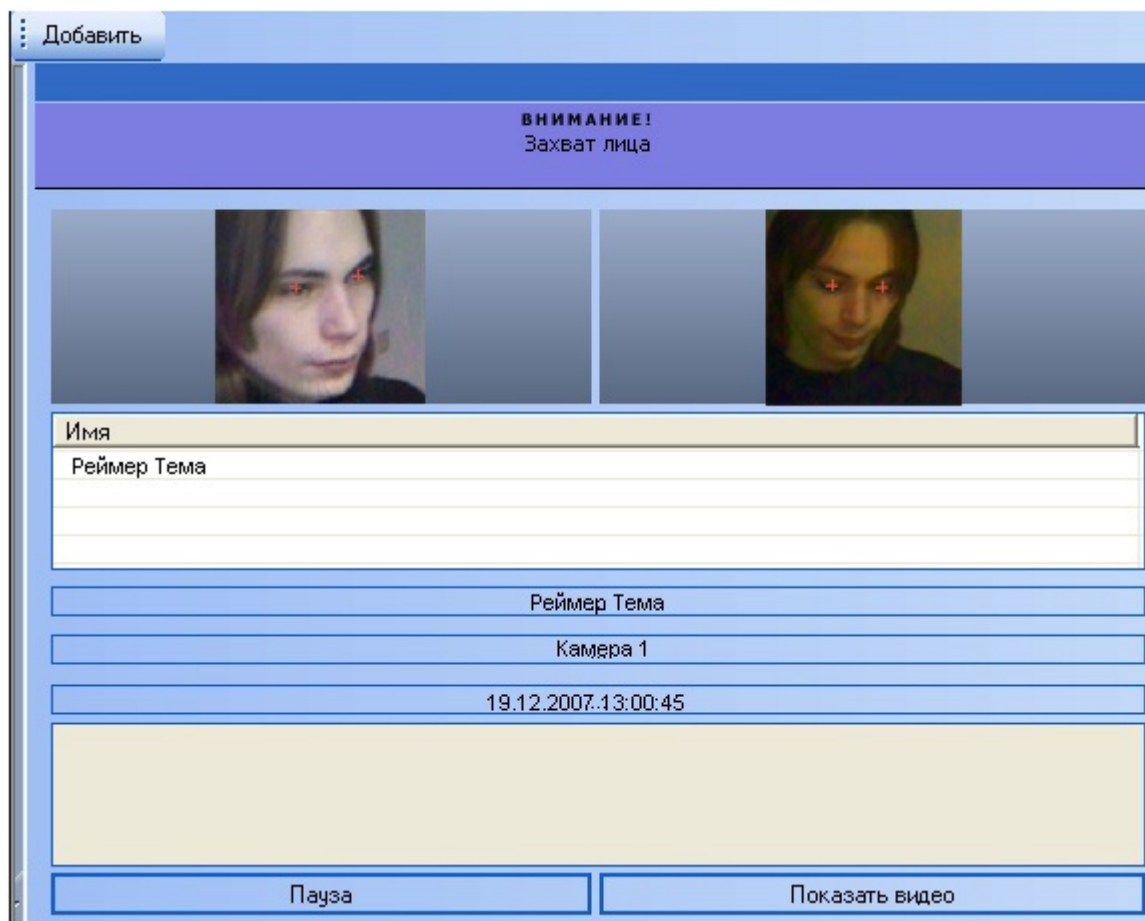 Добавить
ВНИМАНИЕ!
Захват лица
Имя
Реймер Тема
Реймер Тема
Камера 1
19.12.2007 13:00:45
Пауза
Показать видео